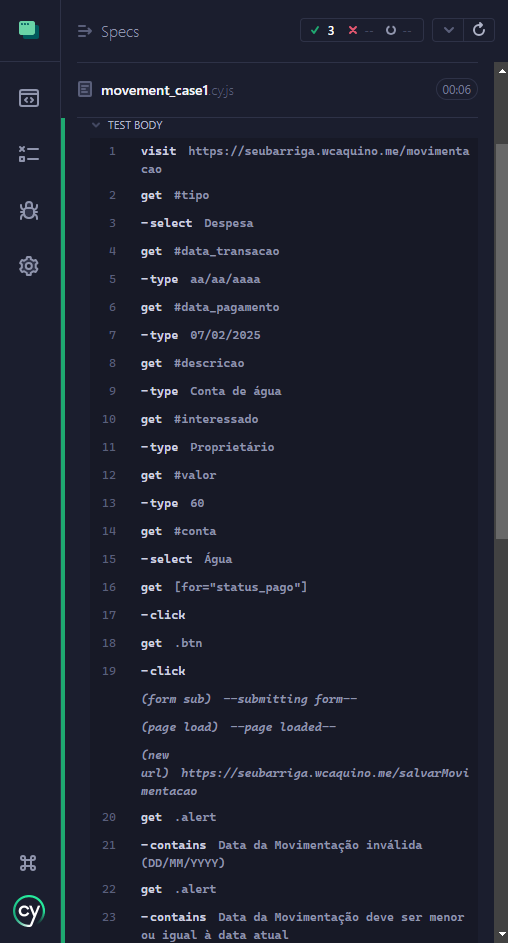 Specs
3 -- --
movement_case1.cy.js 00:06
TEST BODY
1 visit https://seubarriga.wcaquino.me/movimenta
cao
2 get #tipo
3 -select Despesa
4 get #data_transacao
5 -type aa/aa/aaaa
6 get #data_pagamento
7 -type 07/02/2025
8 get #descricao
9 -type Conta de água
10 get #interessado
11 -type Proprietário
12 get #valor
13 -type 60
14 get #conta
15 -select Água
16 get [for="status_pago"]
17 -click
18 get .btn
19 -click
(form sub) --submitting form--
(page load) --page loaded--
(new
url) https://seubarriga.wcaquino.me/salvarMovi
mentacao
20 get .alert
21 -contains Data da Movimentação inválida
(DD/MM/YYYY)
22 get .alert
23 -contains Data da Movimentação deve ser menor
ou igual à data atual
cy